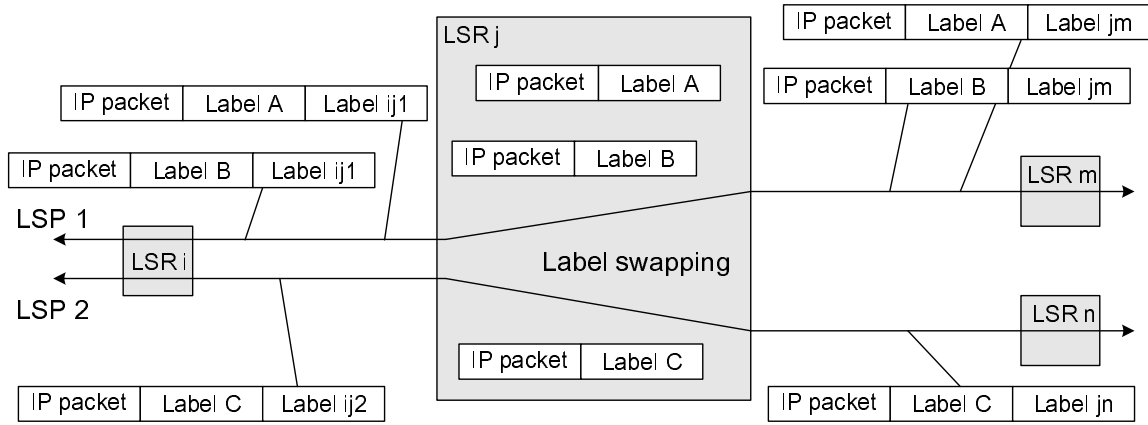 IP packet Label A Label jm
LSR j
IP packet Label A
IP packet Label B Label jm
IP packet Label A Label ij1
IP packet Label B
IP packet Label B Label ij1
LSR m
LSP 1
LSR i
Label swapping
LSP 2
LSR n
IP packet Label C
IP packet Label C Label ij2
IP packet Label C Label jn